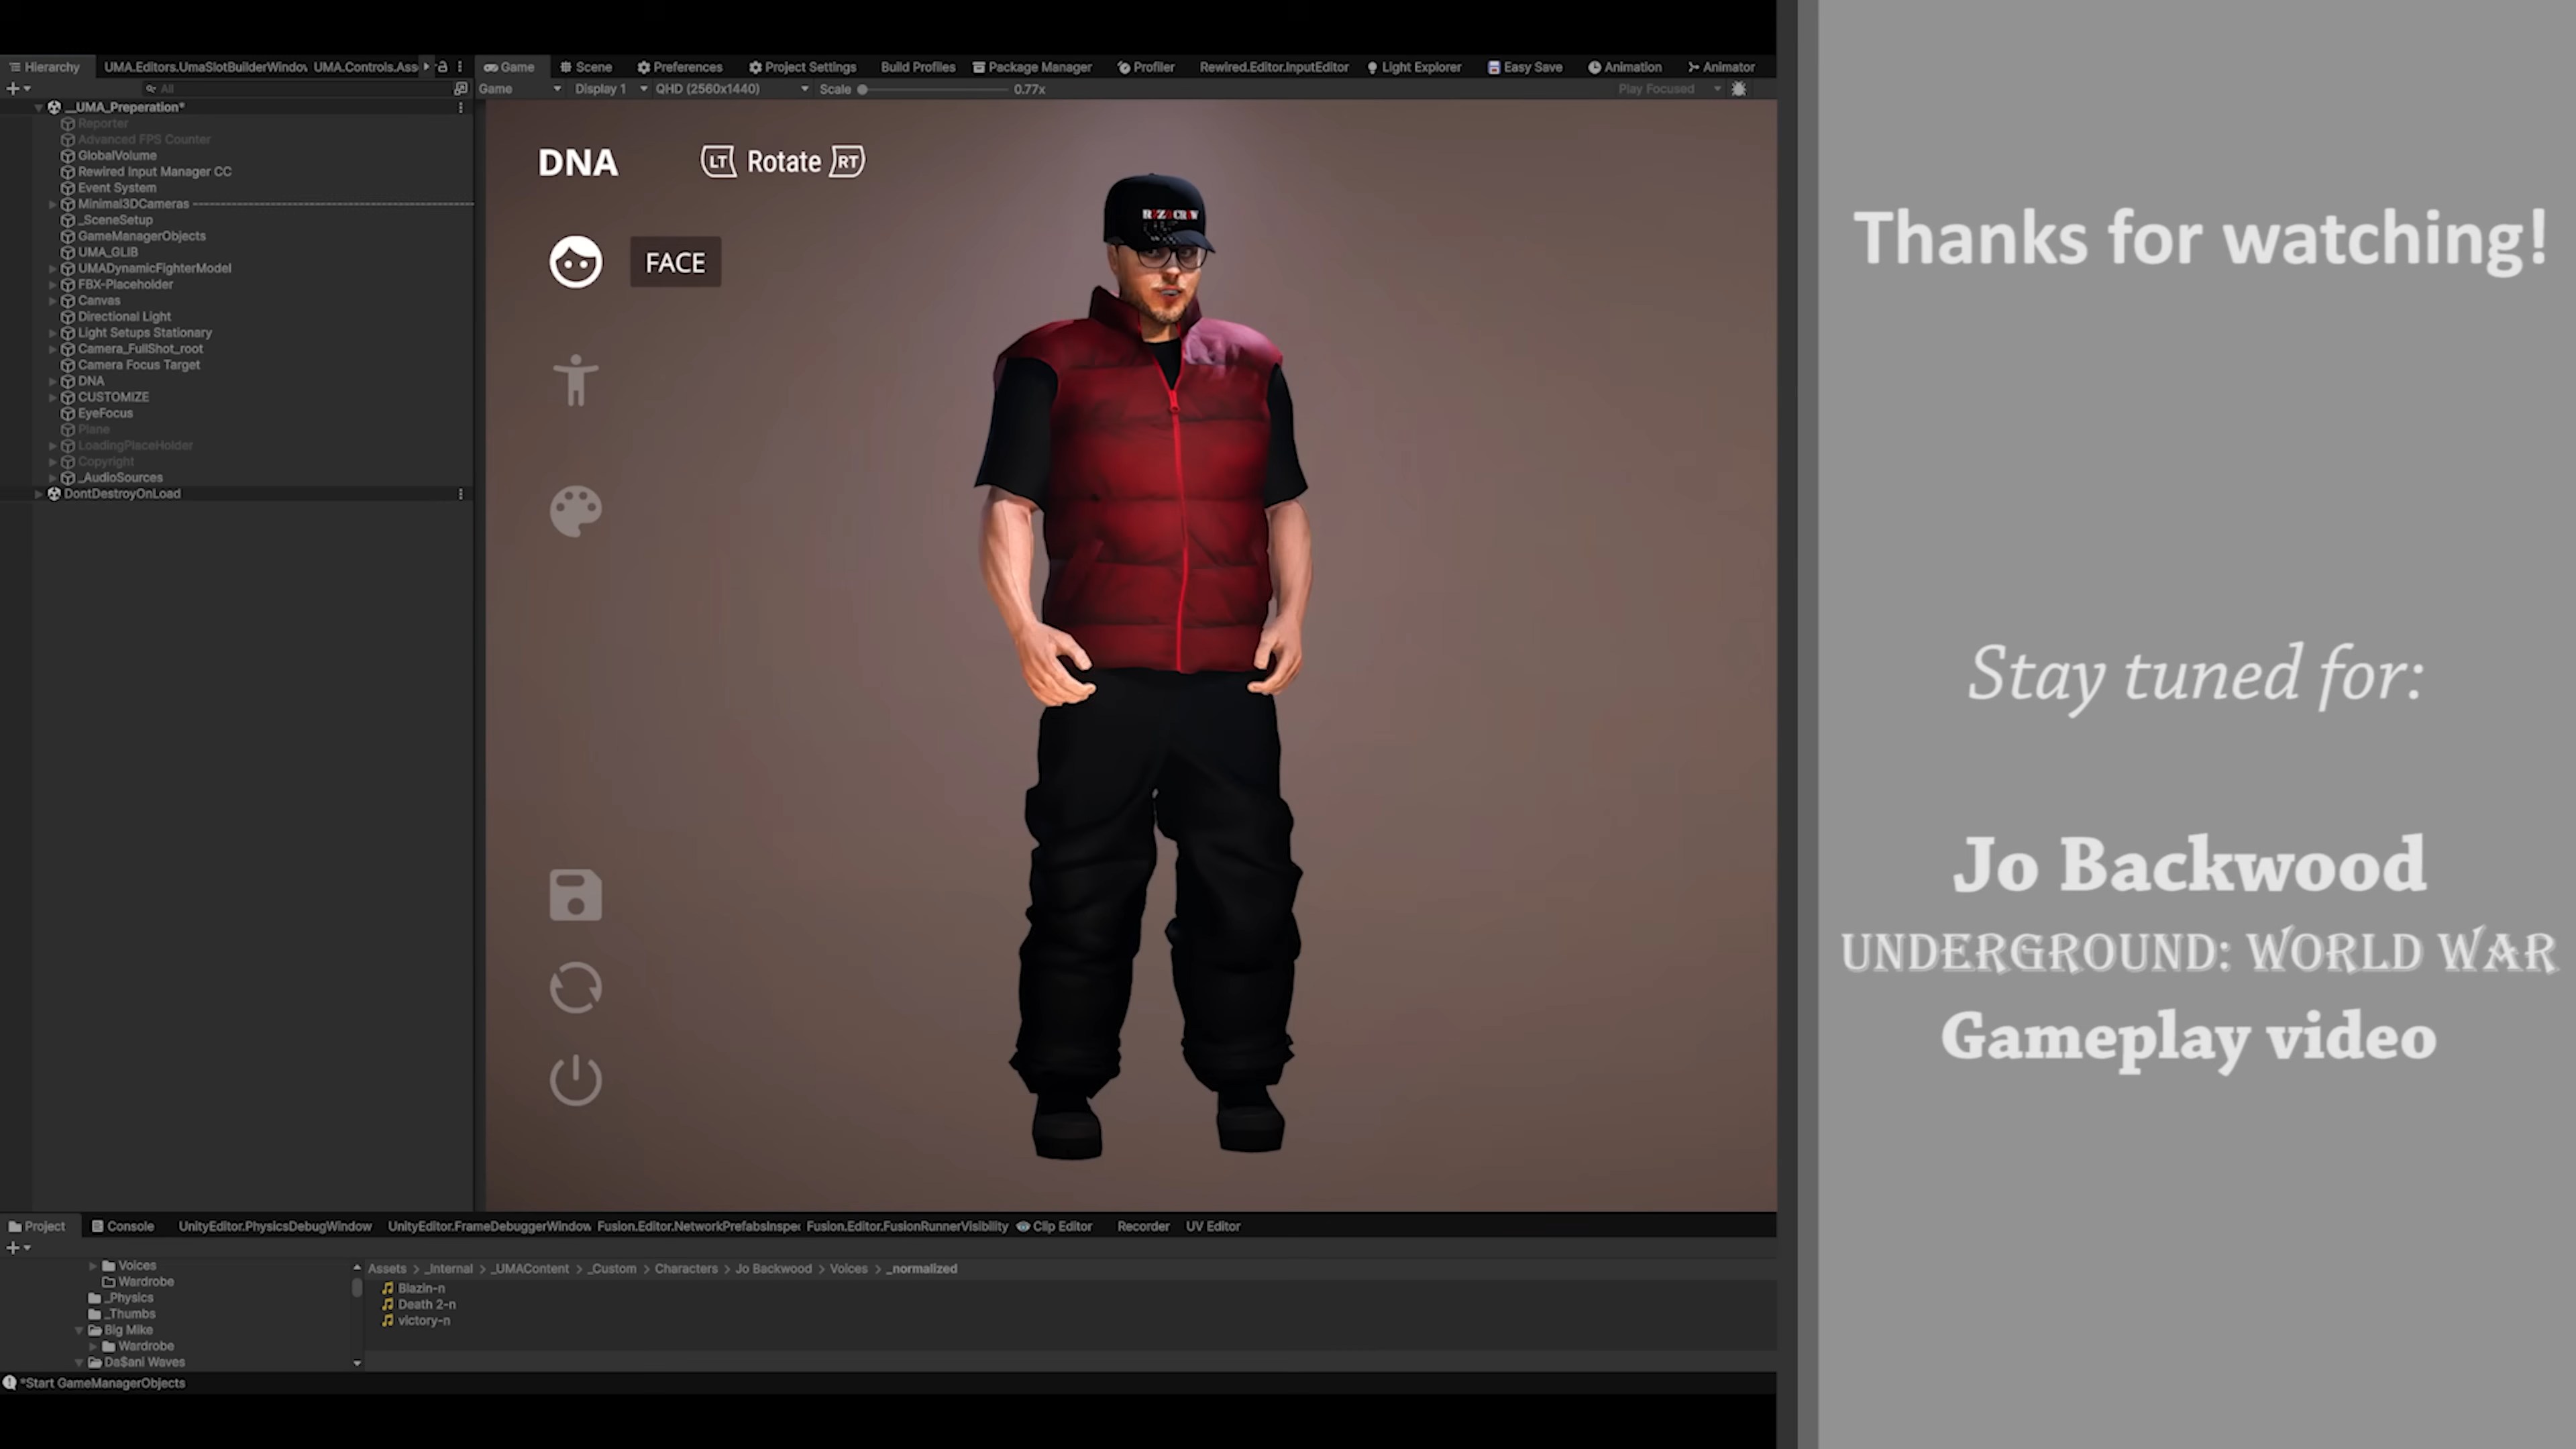 Hierarchy
UMA.Editors.UmaSlotBuilderWindow
UMA.Controls.Ass
Game
Scene
Preferences
Project Settings
Build Profiles
Package Manager
Profiler
Rewired.Editor.InputEditor
Light Explorer
Easy Save
Animation
Animator
All
Game
Display 1
QHD (2560x1440)
Scale
0.77x
Play Focused
__UMA_Preperation*
Reporter
Advanced FPS Counter
GlobalVolume
Rewired Input Manager CC
Event System
Minimal3DCameras
_SceneSetup
GameManagerObjects
UMA_GLIB
UMADynamicFighterModel
FBX-Placeholder
Canvas
Directional Light
Light Setups Stationary
Camera_FullShot_root
Camera Focus Target
DNA
CUSTOMIZE
EyeFocus
Plane
LoadingPlaceHolder
Copyright
_AudioSources
DontDestroyOnLoad
DNA
LT Rotate RT
FACE
Project
Console
UnityEditor.PhysicsDebugWindow
UnityEditor.FrameDebuggerWindow
Fusion.Editor.NetworkPrefabsInspec
Fusion.Editor.FusionRunnerVisibility
Clip Editor
Recorder
UV Editor
Voices
Wardrobe
_Physics
_Thumbs
Big Mike
Wardrobe
Da$ani Waves
Assets > _Internal > _UMAContent > _Custom > Characters > Jo Backwood > Voices > _normalized
Blazin-n
Death 2-n
victory-n
*Start GameManagerObjects
Thanks for watching!
Stay tuned for:
Jo Backwood
UNDERGROUND: WORLD WAR
Gameplay video